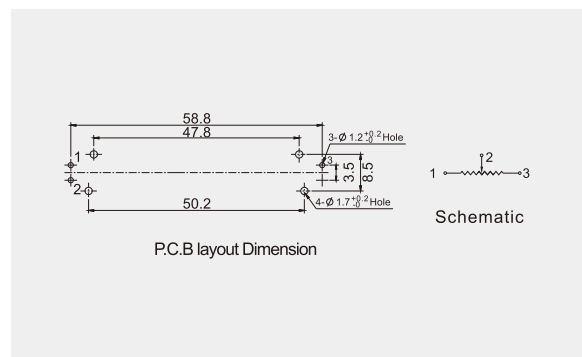 58.8
47.8
3-Ø 1.2 +0.2 -0 Hole
1
3
2
3.5
8.5
50.2
4-Ø 1.7 +0.2 -0 Hole
P.C.B layout Dimension
2
1
3
Schematic